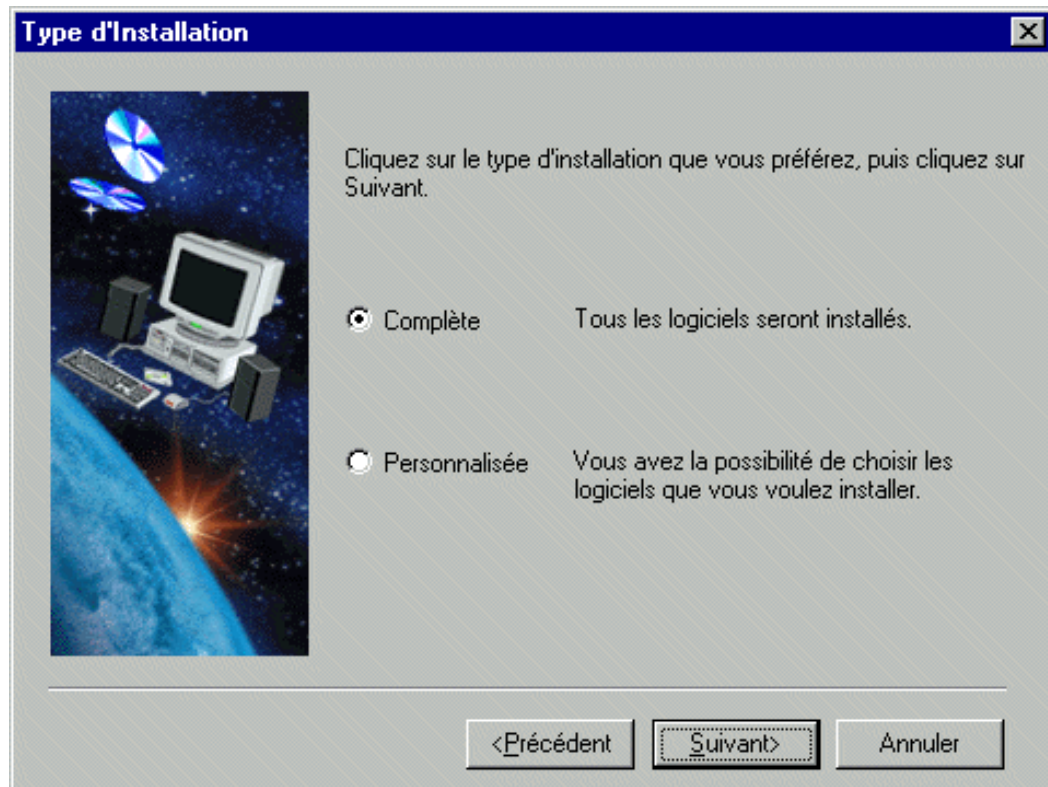 Type d'Installation
Cliquez sur le type d'installation que vous préférez, puis cliquez sur
Suivant.
Complète
Tous les logiciels seront installés.
Personnalisée
Vous avez la possibilité de choisir les
logiciels que vous voulez installer.
<Précédent
Suivant>
Annuler